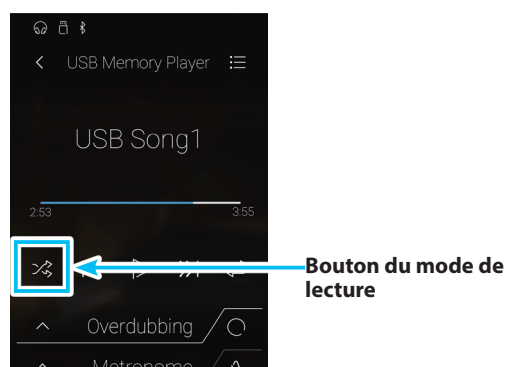 USB Memory Player
USB Song1
2:53 3:55
Bouton du mode de
lecture
Overdubbing
Metronome